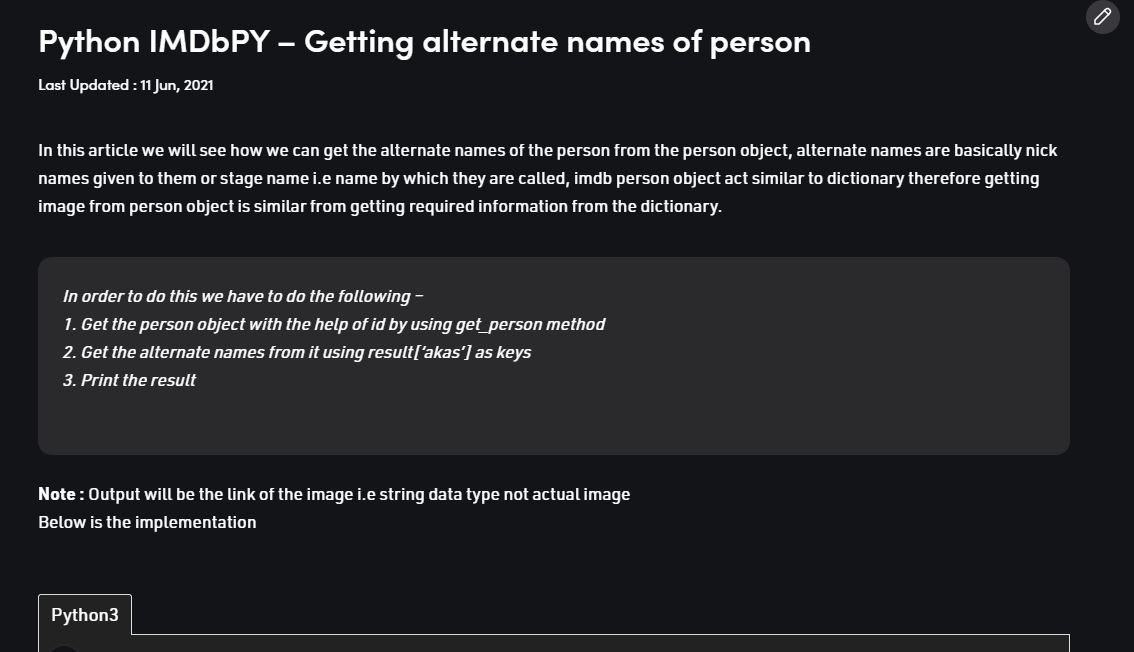 Python IMDbPY – Getting alternate names of person
Last Updated : 11 Jun, 2021
In this article we will see how we can get the alternate names of the person from the person object, alternate names are basically nick
names given to them or stage name i.e name by which they are called, imdb person object act similar to dictionary therefore getting
image from person object is similar from getting required information from the dictionary.
In order to do this we have to do the following –
1. Get the person object with the help of id by using get_person method
2. Get the alternate names from it using result[‘akas’] as keys
3. Print the result
Note : Output will be the link of the image i.e string data type not actual image
Below is the implementation
Python3